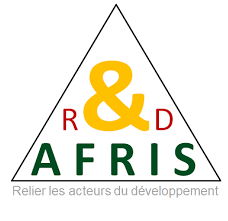 R & D
AFRIS
Relier les acteurs du développement